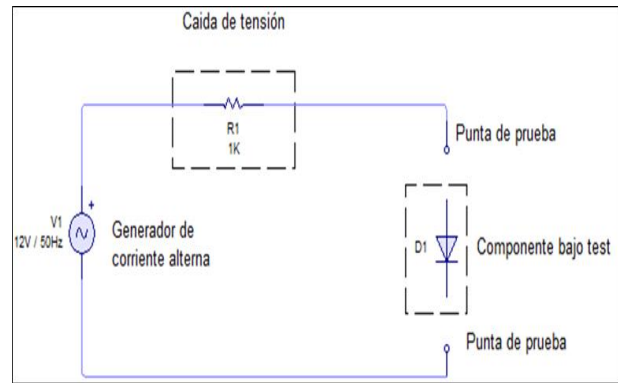 Caida de tensión
R1
1K
Punta de prueba
V1
12V / 50Hz
+
Generador de
corriente alterna
D1
Componente bajo test
Punta de prueba